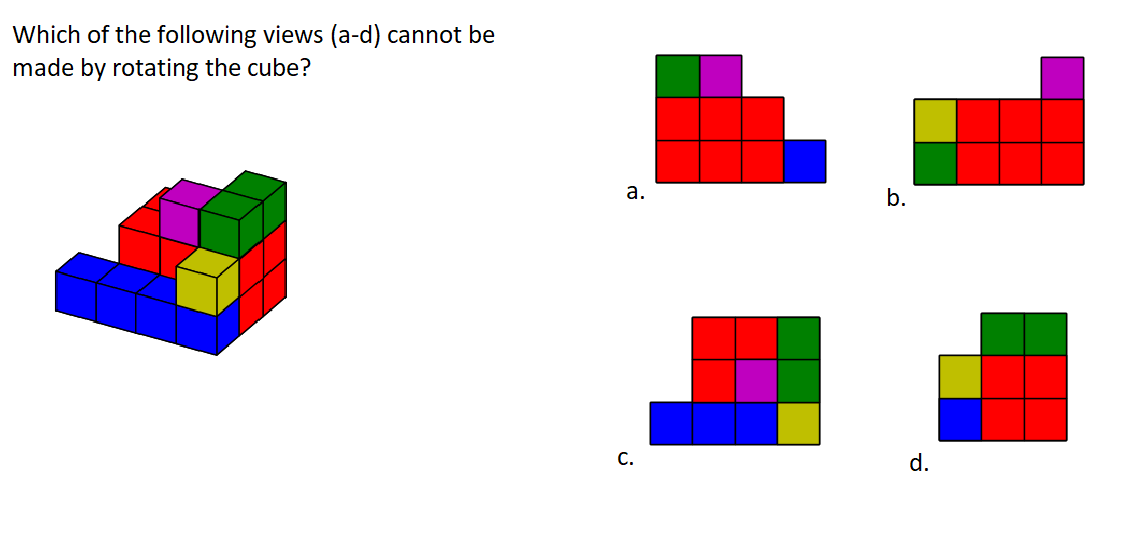 Which of the following views (a-d) cannot be
made by rotating the cube?
a.
b.
c.
d.